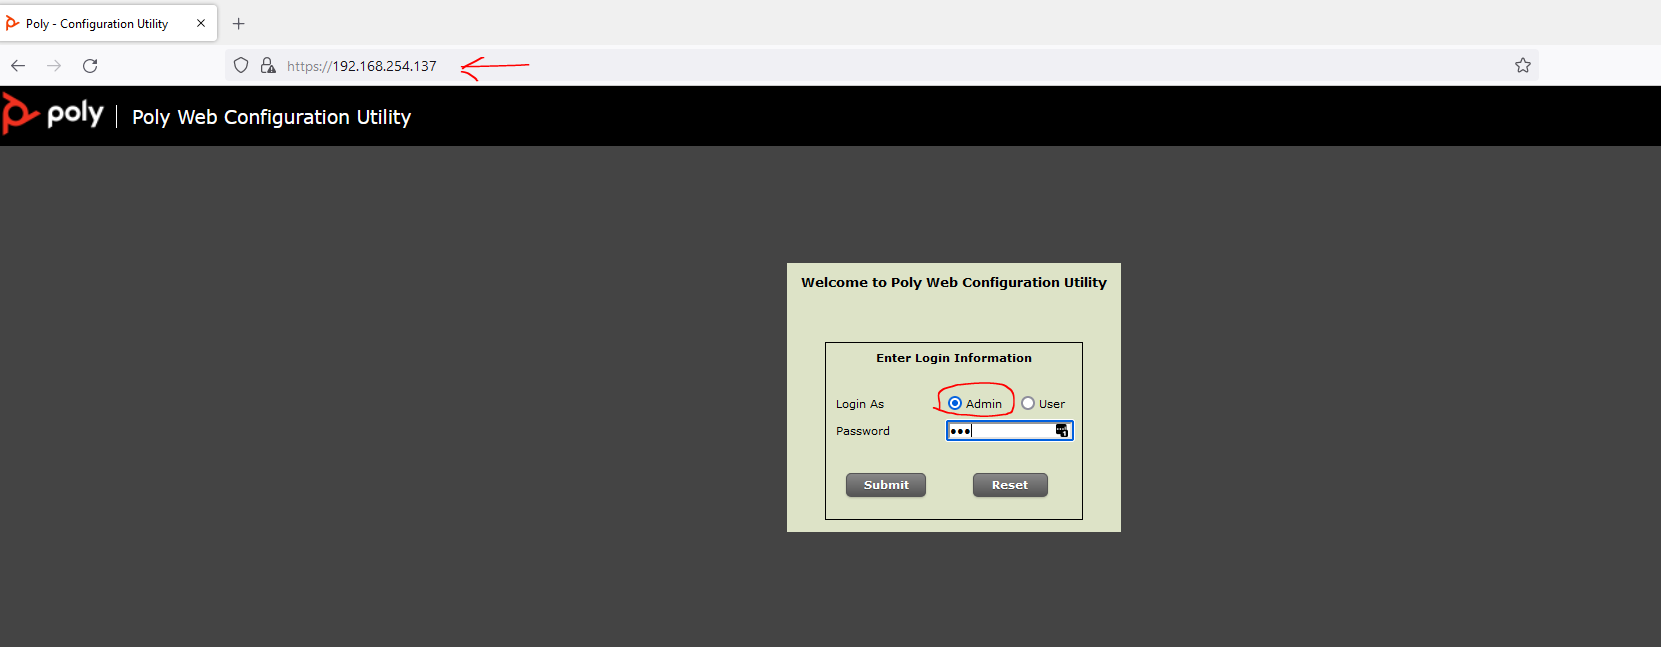 Poly - Configuration Utility
https://192.168.254.137
poly | Poly Web Configuration Utility
Welcome to Poly Web Configuration Utility
Enter Login Information
Login As Admin User
Password •••
Submit Reset